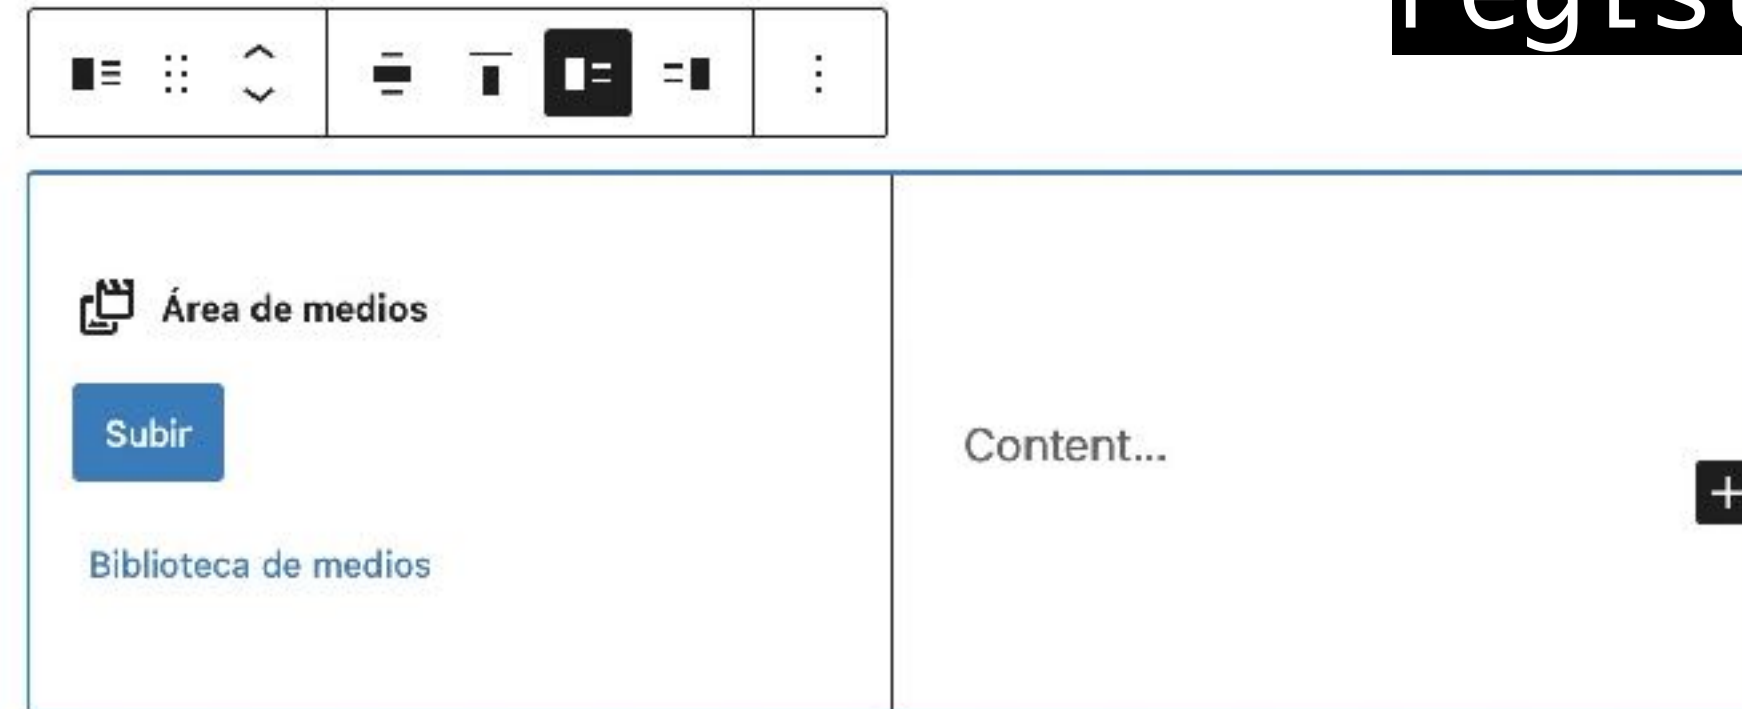 Área de medios
Subir
Content...
Biblioteca de medios